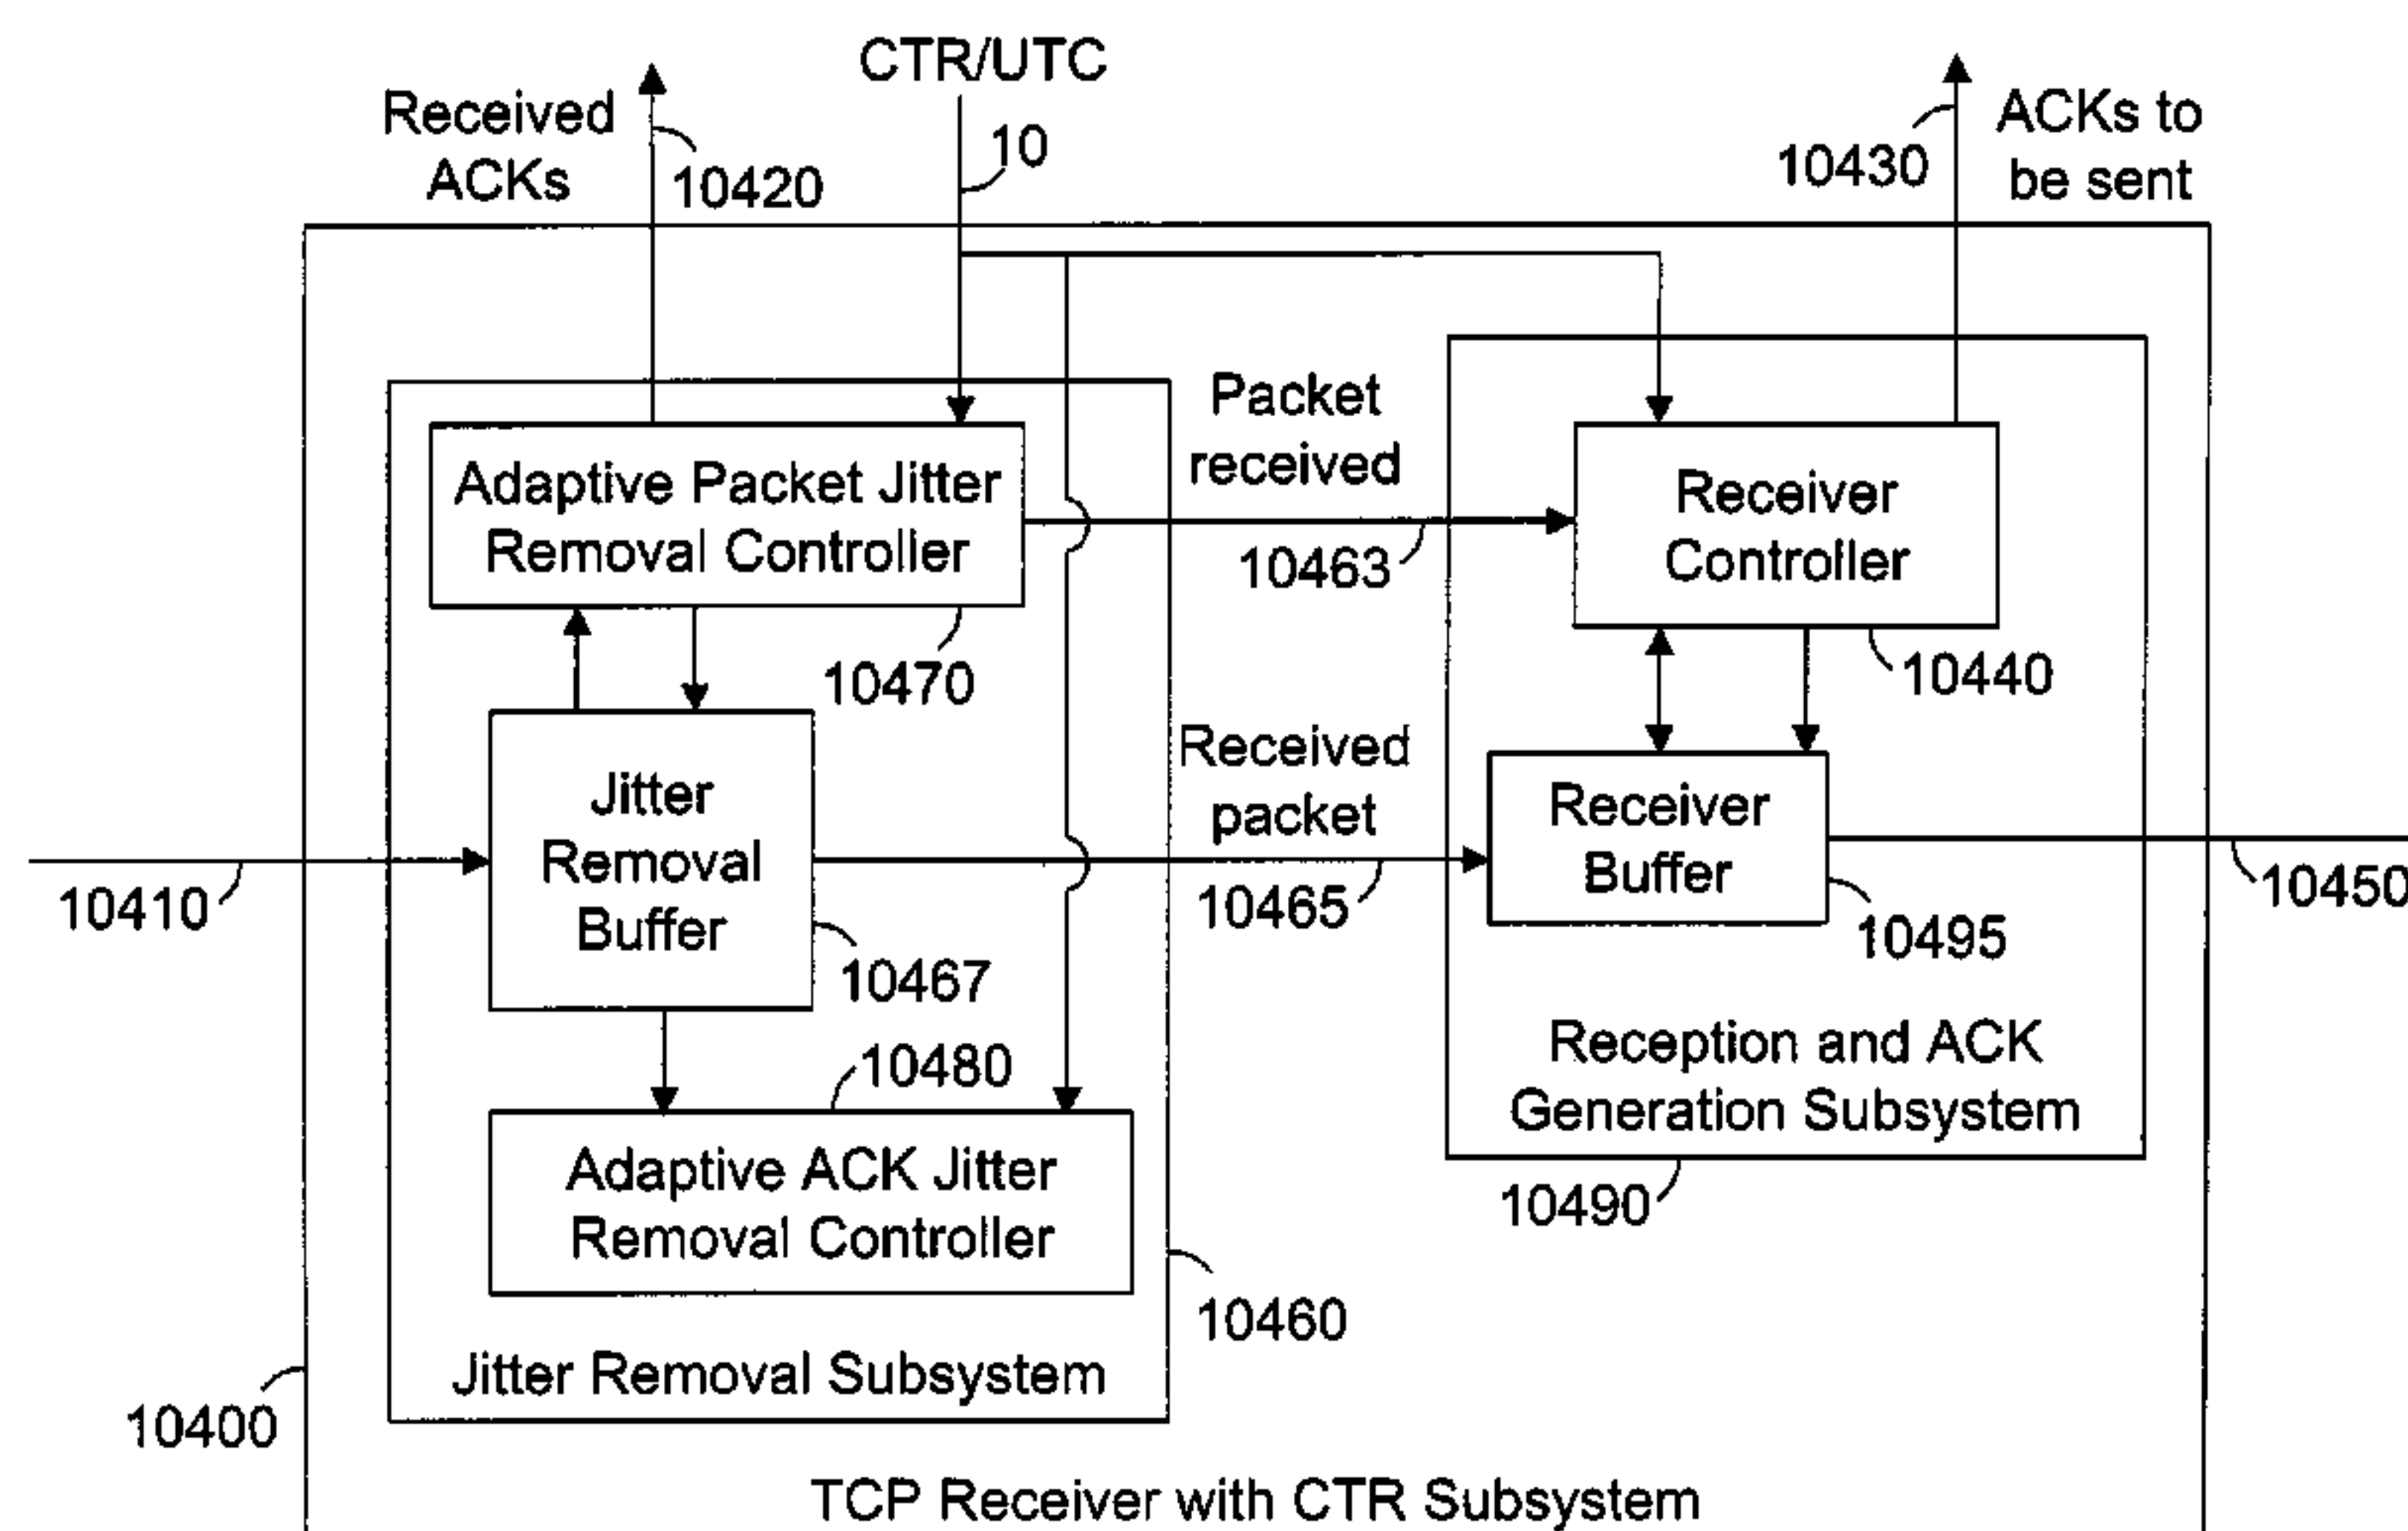 CTR/UTC
Received
ACKs
10420
10
10430
ACKs to
be sent
Adaptive Packet Jitter
Removal Controller
10470
Packet
received
10463
Receiver
Controller
10440
Jitter
Removal
Buffer
10467
10410
Received
packet
10465
Receiver
Buffer
10495
10450
10480
Adaptive ACK Jitter
Removal Controller
10460
Reception and ACK
Generation Subsystem
10490
Jitter Removal Subsystem
10400
TCP Receiver with CTR Subsystem